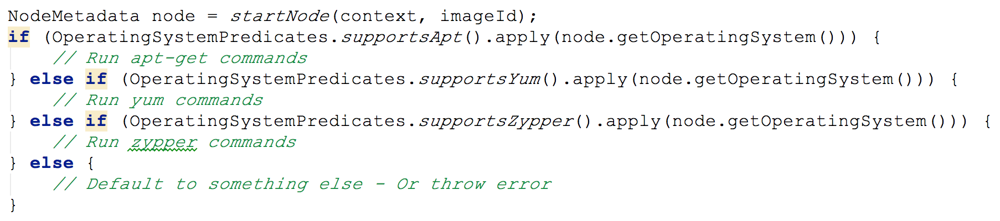 NodeMetadata node = startNode(context, imageId);
if (OperatingSystemPredicates.supportsApt().apply(node.getOperatingSystem())) {
    // Run apt-get commands
} else if (OperatingSystemPredicates.supportsYum().apply(node.getOperatingSystem())) {
    // Run yum commands
} else if (OperatingSystemPredicates.supportsZypper().apply(node.getOperatingSystem())) {
    // Run zypper commands
} else {
    // Default to something else - Or throw error
}